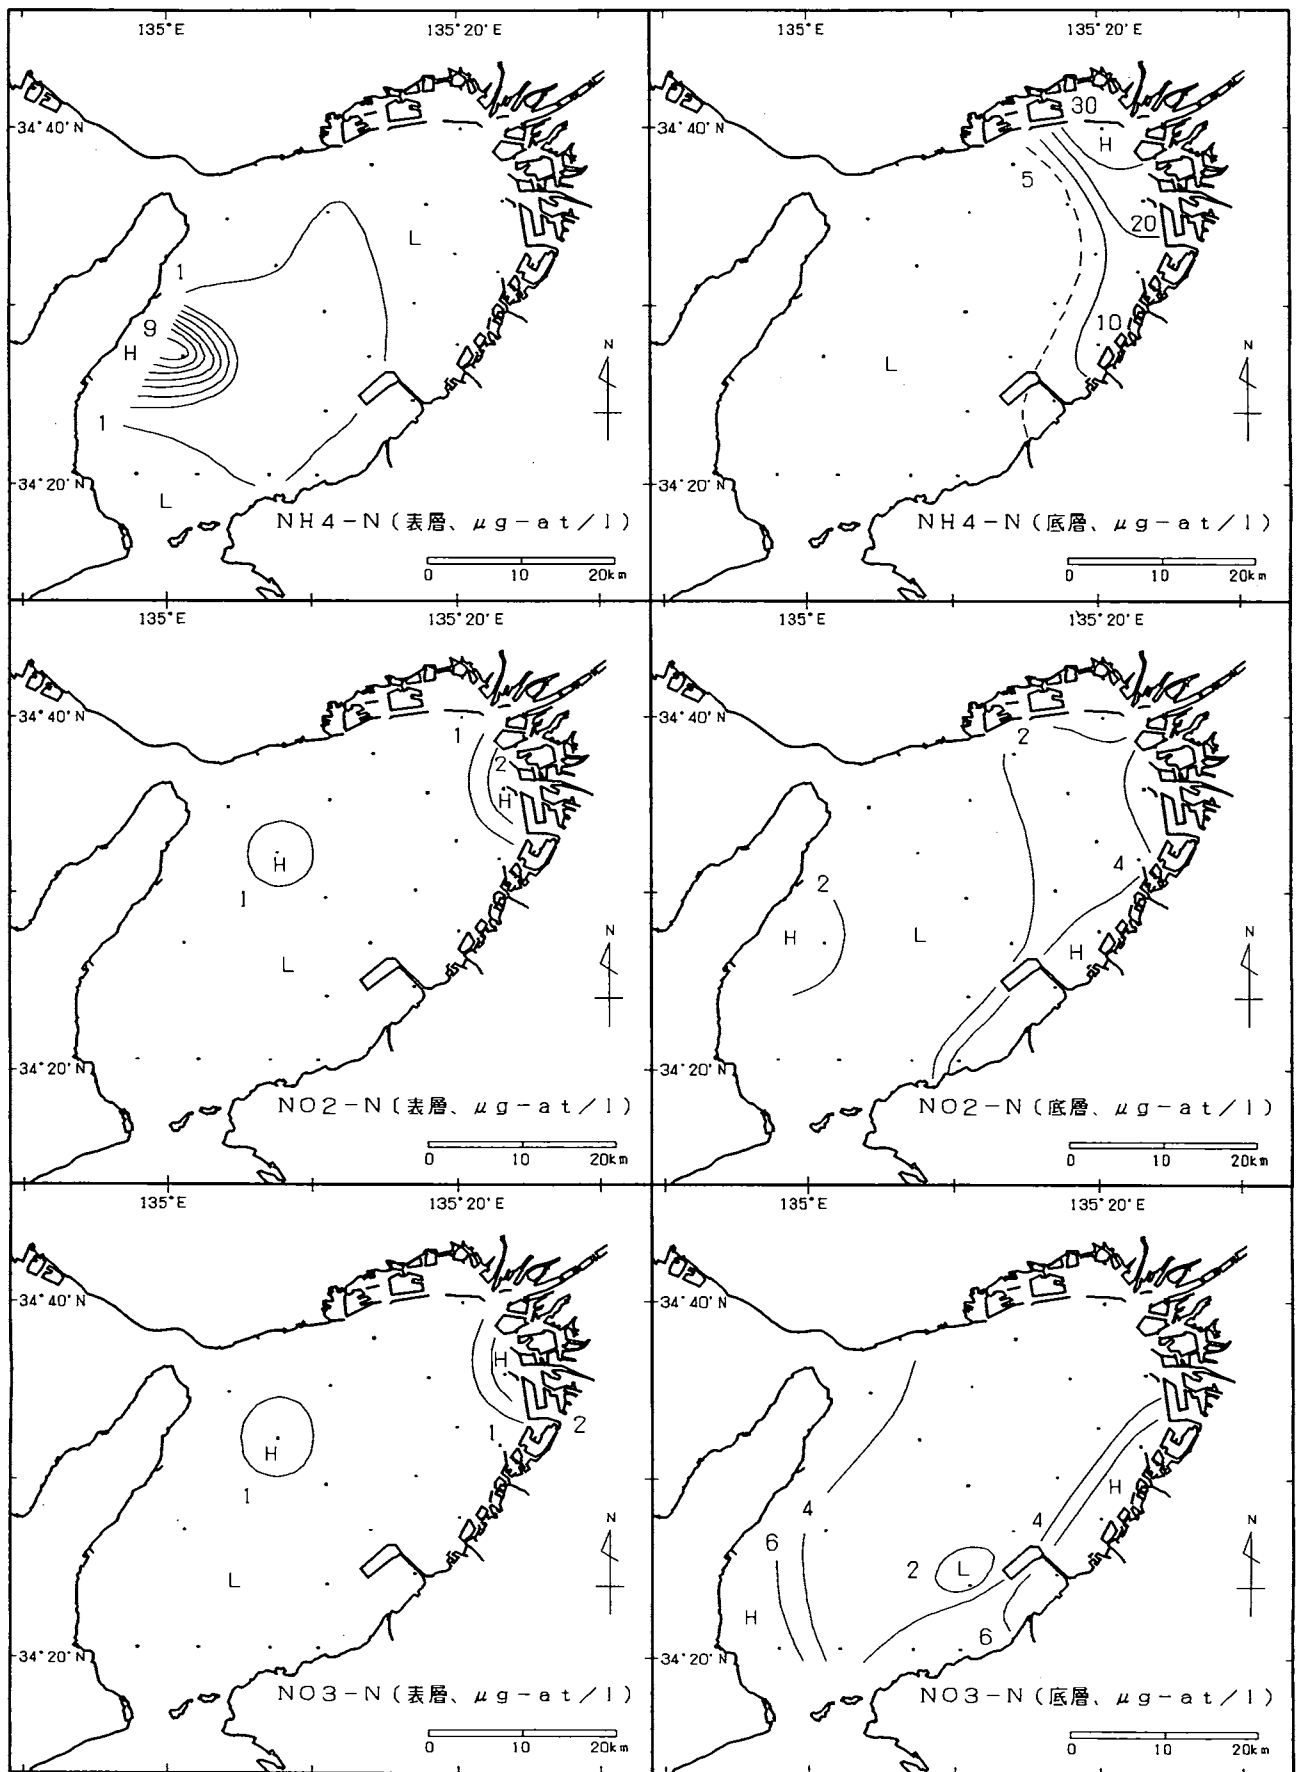 135°E 135°20'E
34°40'N
L
1
9
H
1
34°20'N
L
N
NH4-N(表層、μg-at/l)
0 10 20km
135°E 135°20'E
30
34°40'N
H
5
20
10
L
N
34°20'N
NH4-N(底層、μg-at/l)
0 10 20km
135°E 135°20'E
34°40'N
1
2
H
H
1
L
N
34°20'N
NO2-N(表層、μg-at/l)
0 10 20km
135°E 135°20'E
34°40'N
2
4
2
H
L
H
N
34°20'N
NO2-N(底層、μg-at/l)
0 10 20km
135°E 135°20'E
34°40'N
H
1 2
H
1
N
L
34°20'N
NO3-N(表層、μg-at/l)
0 10 20km
135°E 135°20'E
34°40'N
H
4 4
6
2 L
N
H
6
34°20'N
NO3-N(底層、μg-at/l)
0 10 20km